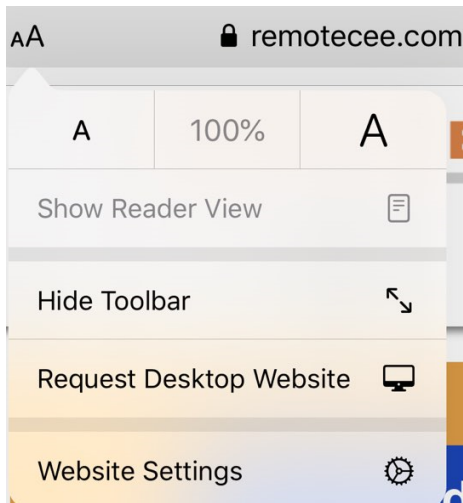 AA remotecee.com
A 100% A
Show Reader View
Hide Toolbar
Request Desktop Website
Website Settings